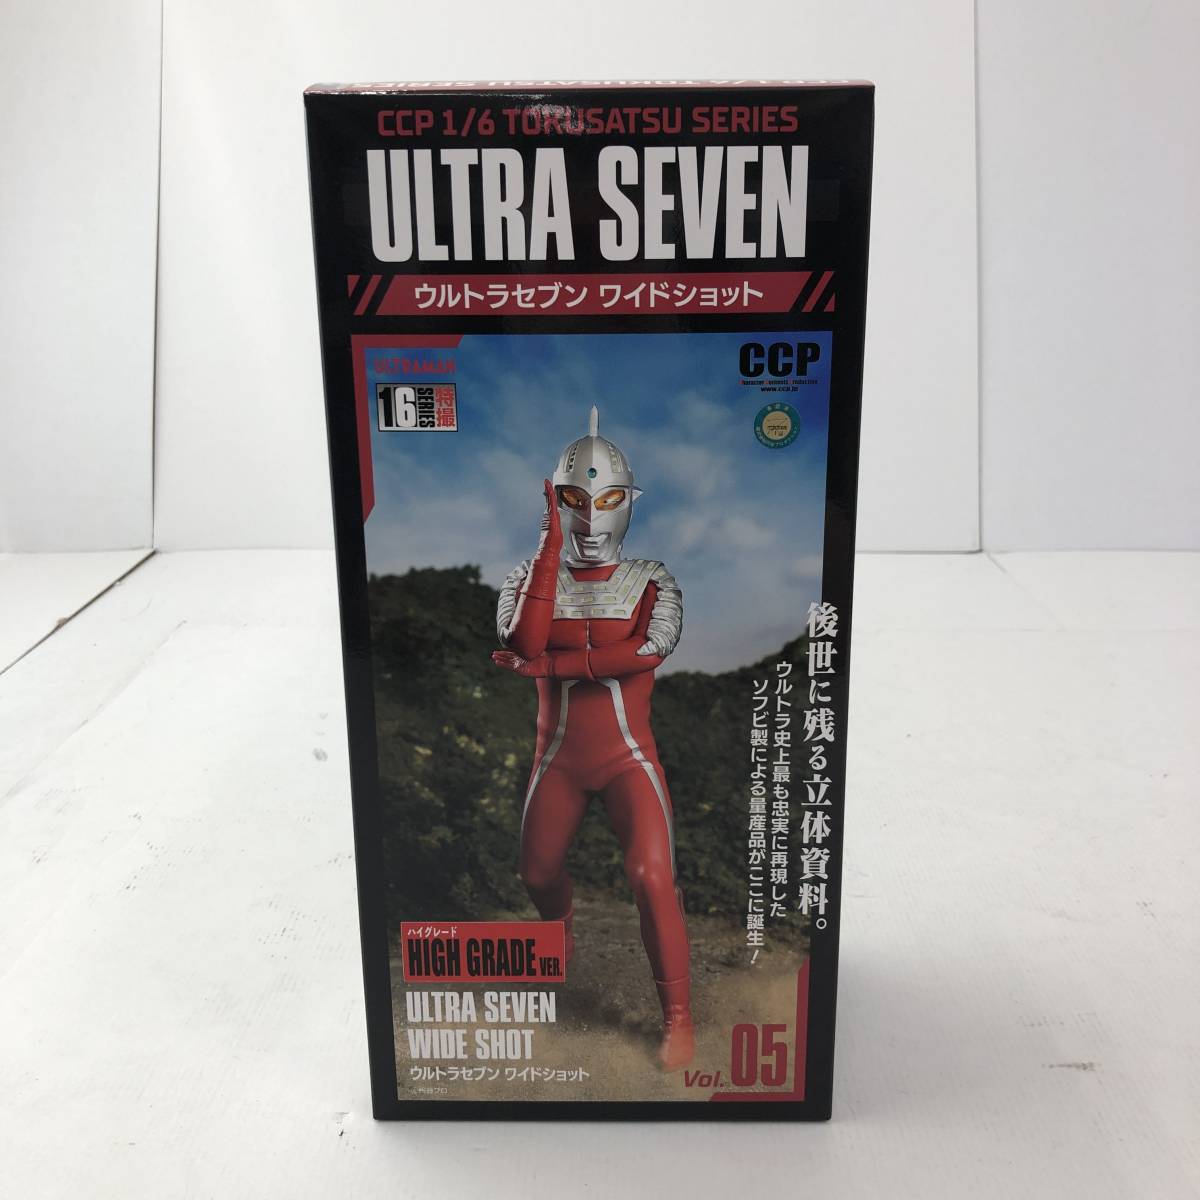 CCP 1/6 TOKUSATSU SERIES
ULTRA SEVEN
ウルトラセブン ワイドショット
ULTRAMAN
16
SERIES
特撮
CCP
www.ccp.jp
後世に残る立体資料。
ウルトラ史上最も忠実に再現した
ソフビ製による量産品がここに誕生!
ハイグレード
HIGH GRADE VER.
ULTRA SEVEN
WIDE SHOT
ウルトラセブン ワイドショット
Vol. 05